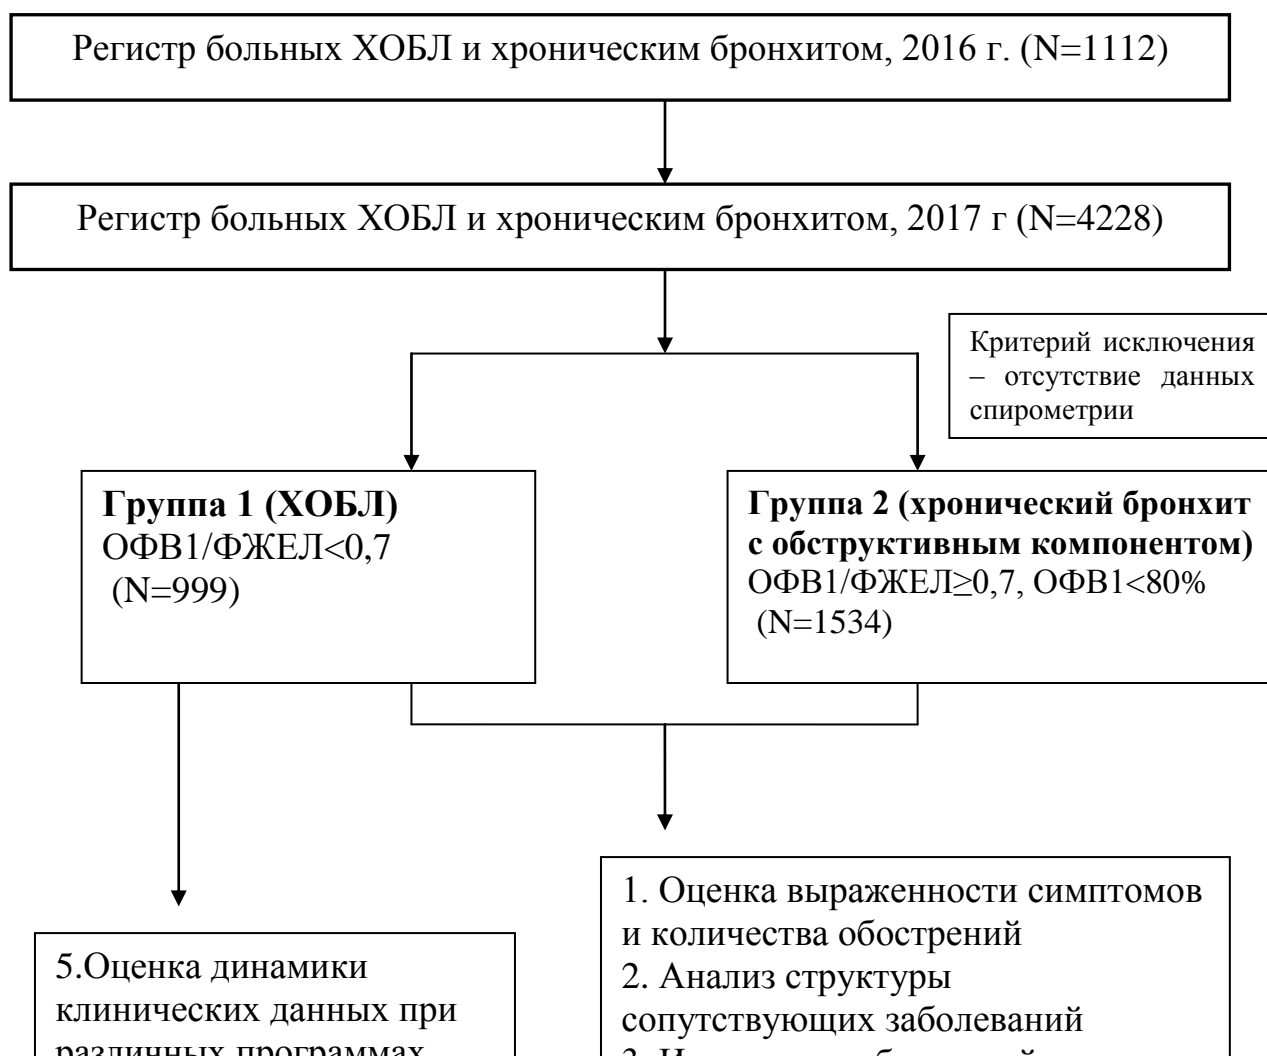 Регистр больных ХОБЛ и хроническим бронхитом, 2016 г. (N=1112)
Регистр больных ХОБЛ и хроническим бронхитом, 2017 г (N=4228)
Критерий исключения
– отсутствие данных
спирометрии
Группа 1 (ХОБЛ)
ОФВ1/ФЖЕЛ<0,7
(N=999)
Группа 2 (хронический бронхит
с обструктивным компонентом)
ОФВ1/ФЖЕЛ≥0,7, ОФВ1<80%
(N=1534)
1. Оценка выраженности симптомов
и количества обострений
2. Анализ структуры
сопутствующих заболеваний
5.Оценка динамики
клинических данных при
различных программах